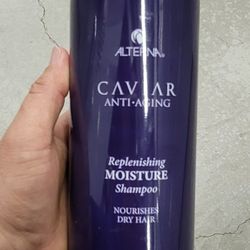 ALTERNA®
CAVIAR
ANTI·AGING
Replenishing
MOISTURE
Shampoo
NOURISHES
DRY HAIR